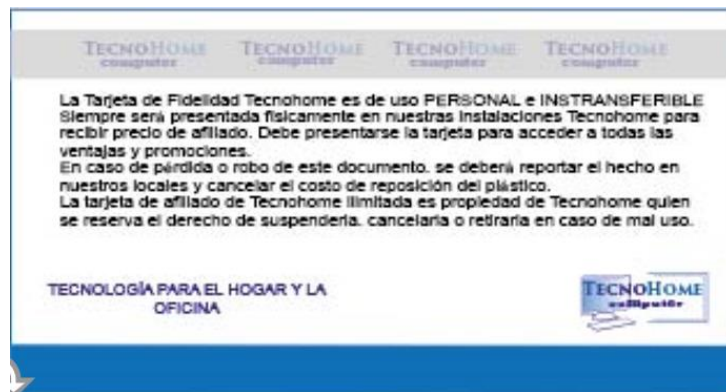 TECNOHOME TECNOHOME TECNOHOME TECNOHOME
computer computer computer computer
La Tarjeta de Fidelidad Tecnohome es de uso PERSONAL e INSTRANSFERIBLE
Siempre será presentada físicamente en nuestras instalaciones Tecnohome para
recibir precio de afiliado. Debe presentarse la tarjeta para acceder a todas las
ventajas y promociones.
En caso de pérdida o robo de este documento. se deberá reportar el hecho en
nuestros locales y cancelar el costo de reposición del plástico.
La tarjeta de afiliado de Tecnohome ilimitada es propiedad de Tecnohome quien
se reserva el derecho de suspenderla. cancelarla o retirarla en caso de mal uso.
TECNOLOGÍA PARA EL HOGAR Y LA
OFICINA
TECNOHOME
computer